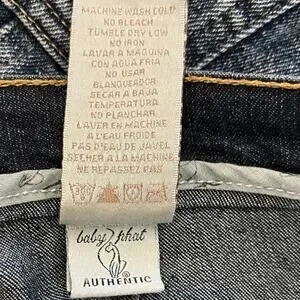 MACHINE WASH COLD
NO BLEACH
TUMBLE DRY LOW
NO IRON
LAVAR A MAQUINA
CON AGUA FRIA
NO USAR
BLANQUEADOR
SECAR A BAJA
TEMPERATURA
NO PLANCHAR
LAVER EN MACHINE
A L'EAU FROIDE
PAS D'EAU DE JAVEL
SECHER A LA MACHINE
NE REPASSEZ PAS
baby phat
AUTHENTIC